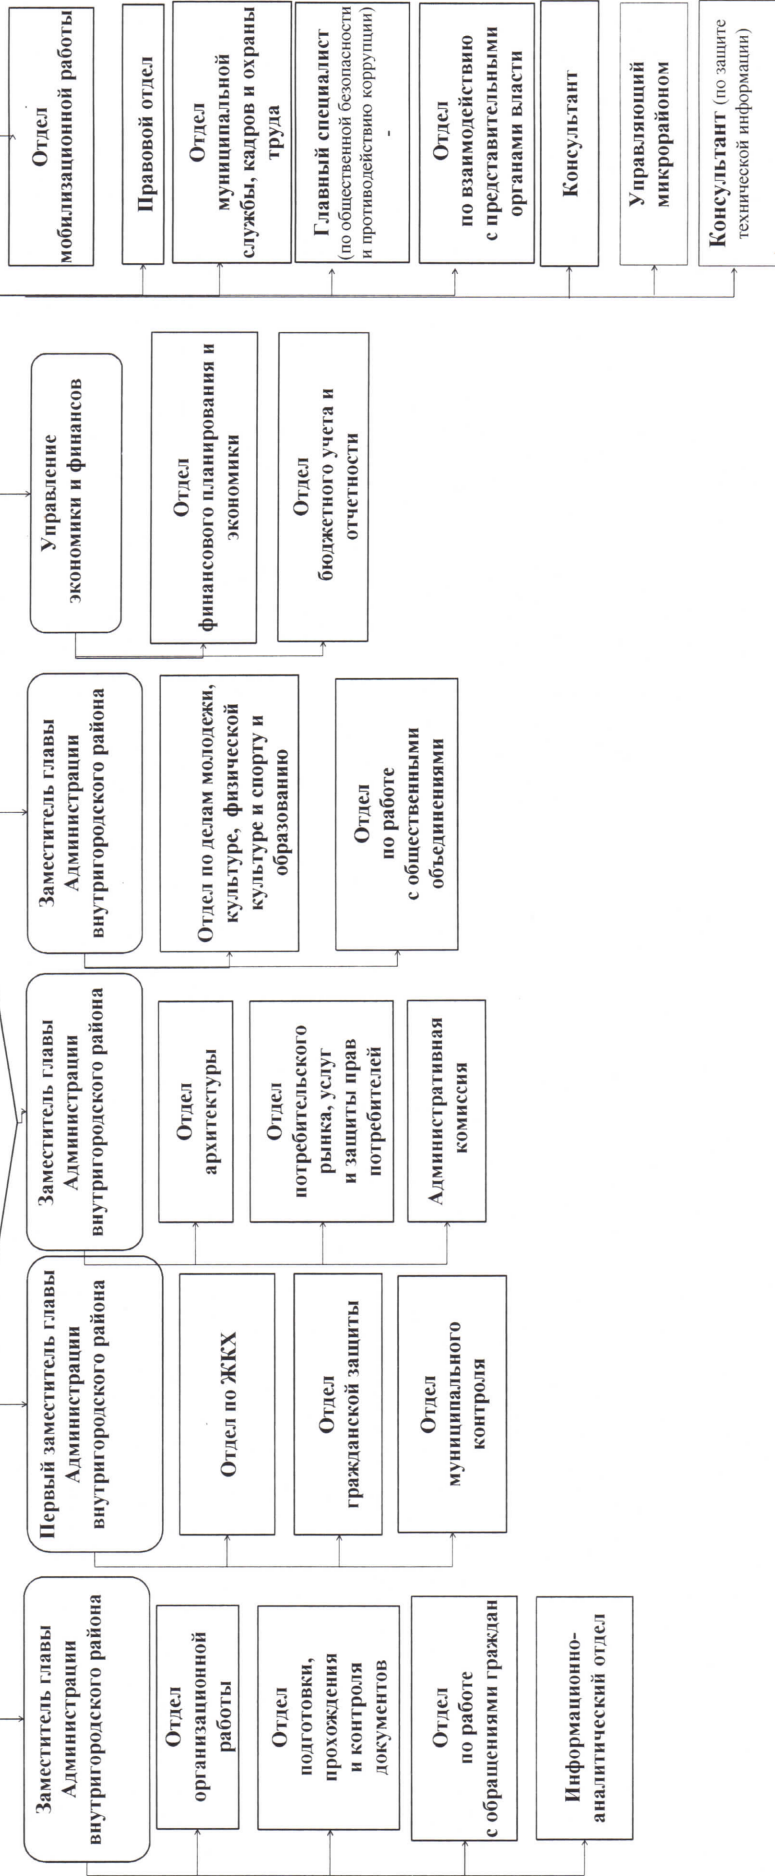 Заместитель главы
Администрации
внутригородского района
Отдел
организационной
работы
Отдел
подготовки,
прохождения
и контроля
документов
Отдел
по работе
с обращениями граждан
Информационно-
аналитический отдел
Первый заместитель главы
Администрации
внутригородского района
Отдел по ЖКХ
Отдел
гражданской защиты
Отдел
муниципального
контроля
Заместитель главы
Администрации
внутригородского района
Отдел
архитектуры
Отдел
потребительского
рынка, услуг
и защиты прав
потребителей
Административная
комиссия
Заместитель главы
Администрации
внутригородского района
Отдел по делам молодежи,
культуре, физической
культуре и спорту и
образованию
Отдел
по работе
с общественными
объединениями
Управление
экономики и финансов
Отдел
финансового планирования и
экономики
Отдел
бюджетного учета и
отчетности
Отдел
мобилизационной работы
Правовой отдел
Отдел
муниципальной
службы, кадров и охраны
труда
Главный специалист
(по общественной безопасности
и противодействию коррупции)
-
Отдел
по взаимодействию
с представительными
органами власти
Консультант
Управляющий
микрорайоном
Консультант (по защите
технической информации)